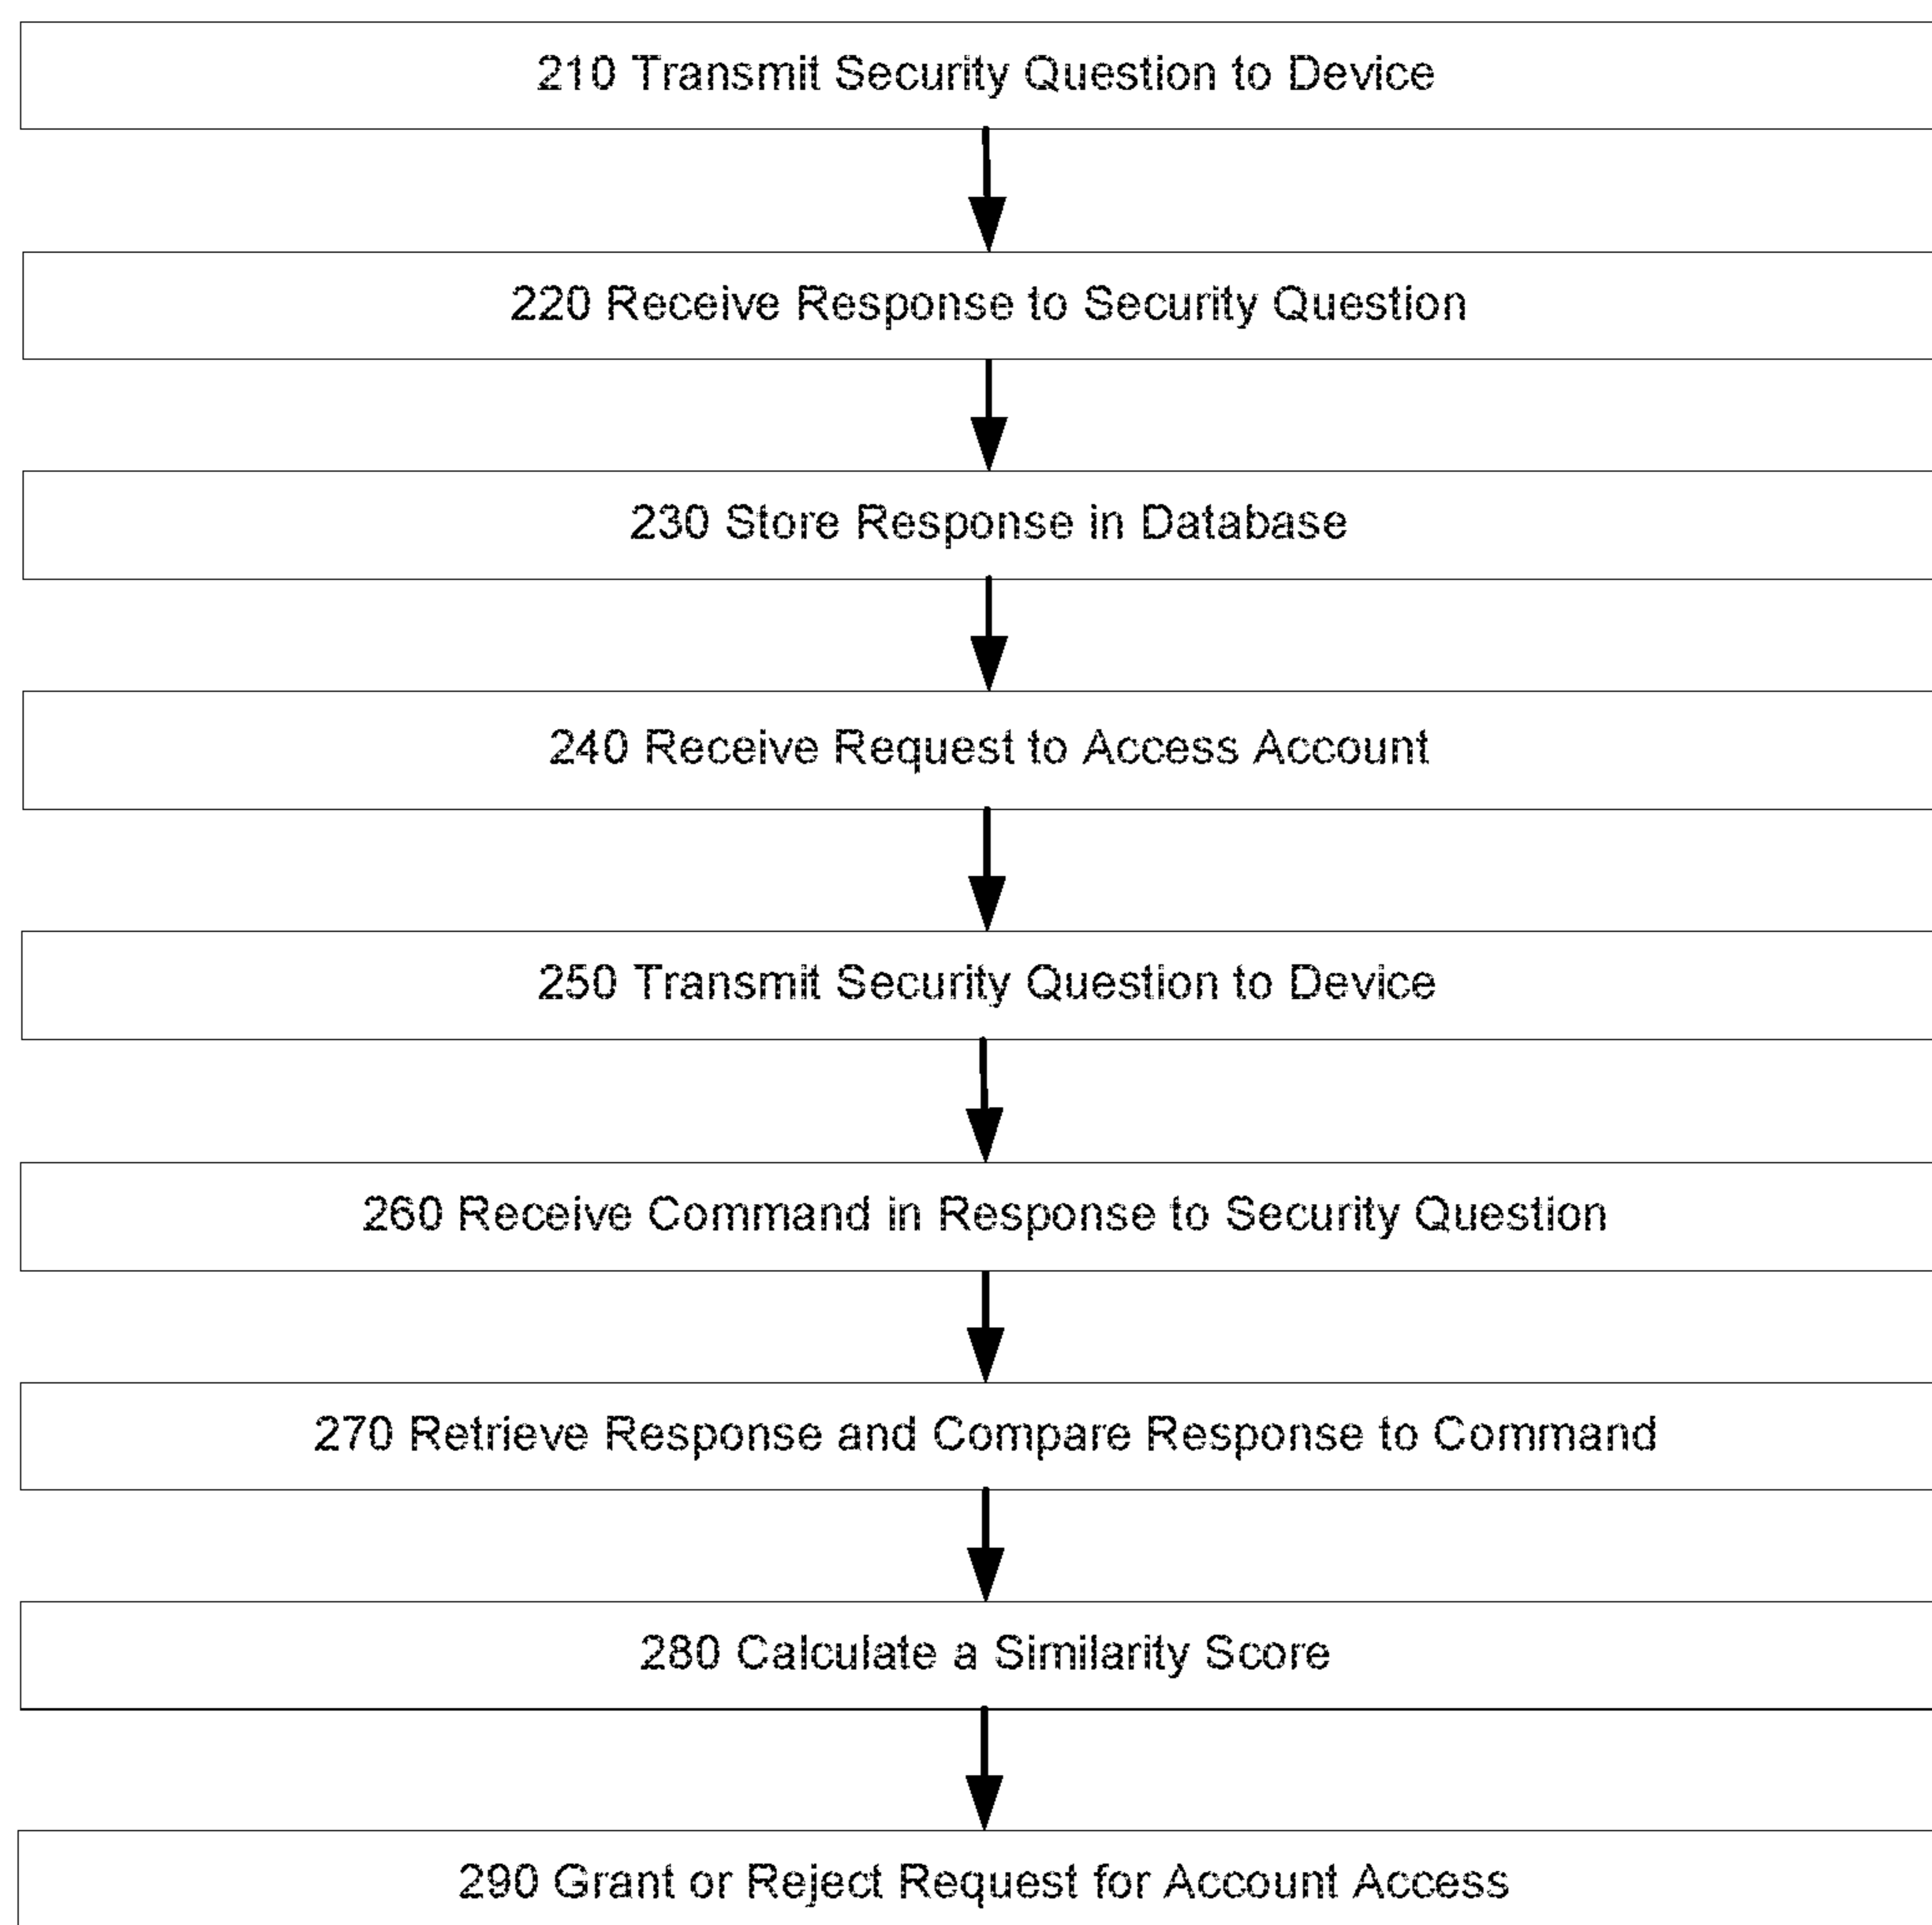 210 Transmit Security Question to Device
220 Receive Response to Security Question
230 Store Response in Database
240 Receive Request to Access Account
250 Transmit Security Question to Device
260 Receive Command in Response to Security Question
270 Retrieve Response and Compare Response to Command
280 Calculate a Similarity Score
290 Grant or Reject Request for Account Access